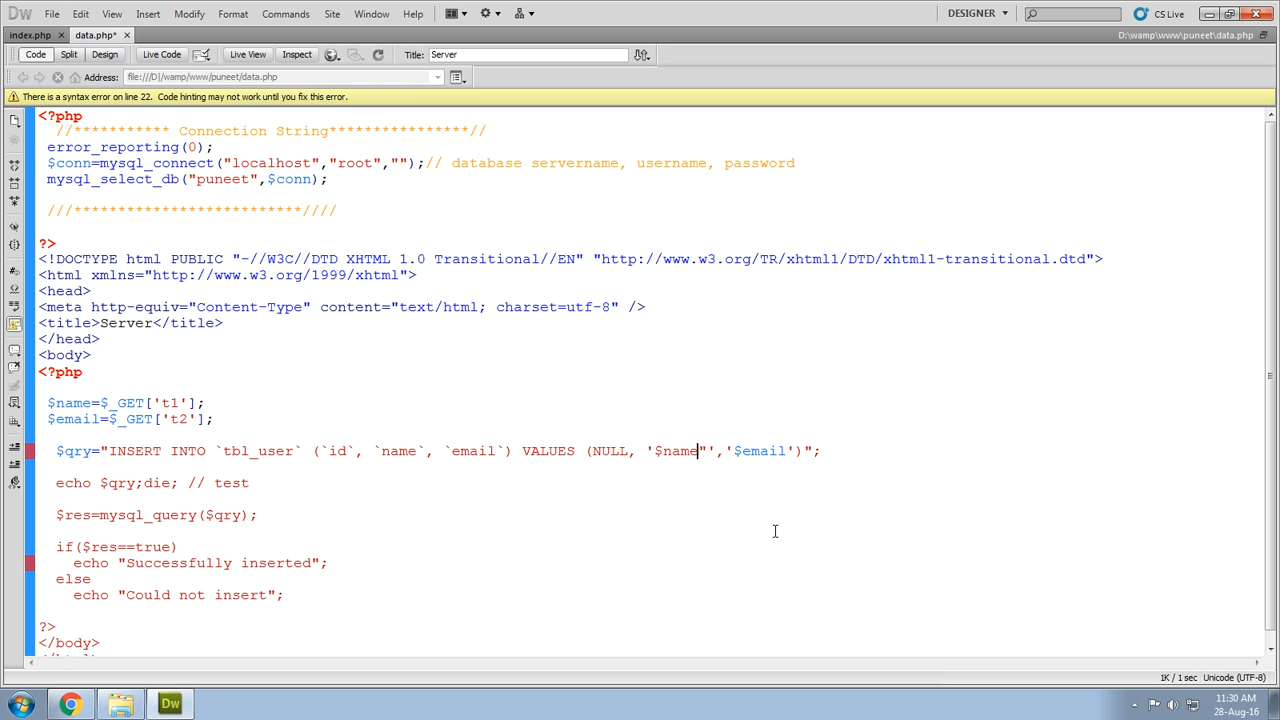 Dw File Edit View Insert Modify Format Commands Site Window Help DESIGNER CS Live
index.php × data.php* × D:\wamp\www\puneet\data.php
Code Split Design Live Code Live View Inspect Title: Server
Address: file:///D|/wamp/www/puneet/data.php
There is a syntax error on line 22. Code hinting may not work until you fix this error.
<?php
//*********** Connection String****************//
error_reporting(0);
$conn=mysql_connect("localhost","root","");// database servername, username, password
mysql_select_db("puneet",$conn);
///**************************////
?>
<!DOCTYPE html PUBLIC "-//W3C//DTD XHTML 1.0 Transitional//EN" "http://www.w3.org/TR/xhtml1/DTD/xhtml1-transitional.dtd">
<html xmlns="http://www.w3.org/1999/xhtml">
<head>
<meta http-equiv="Content-Type" content="text/html; charset=utf-8" />
<title>Server</title>
</head>
<body>
<?php
$name=$_GET['t1'];
$email=$_GET['t2'];
$qry="INSERT INTO `tbl_user` (`id`, `name`, `email`) VALUES (NULL, '$name"','$email')";
echo $qry;die; // test
$res=mysql_query($qry);
if($res==true)
echo "Successfully inserted";
else
echo "Could not insert";
?>
</body>
1K / 1 sec Unicode (UTF-8)
Dw 11:30 AM
28-Aug-16